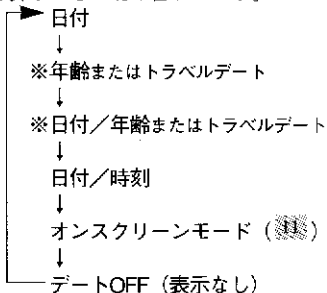 日付
↓
※年齢またはトラベルデート
↓
※日付／年齢またはトラベルデート
↓
日付／時刻
↓
オンスクリーンモード（11）
↓
デートOFF（表示なし）